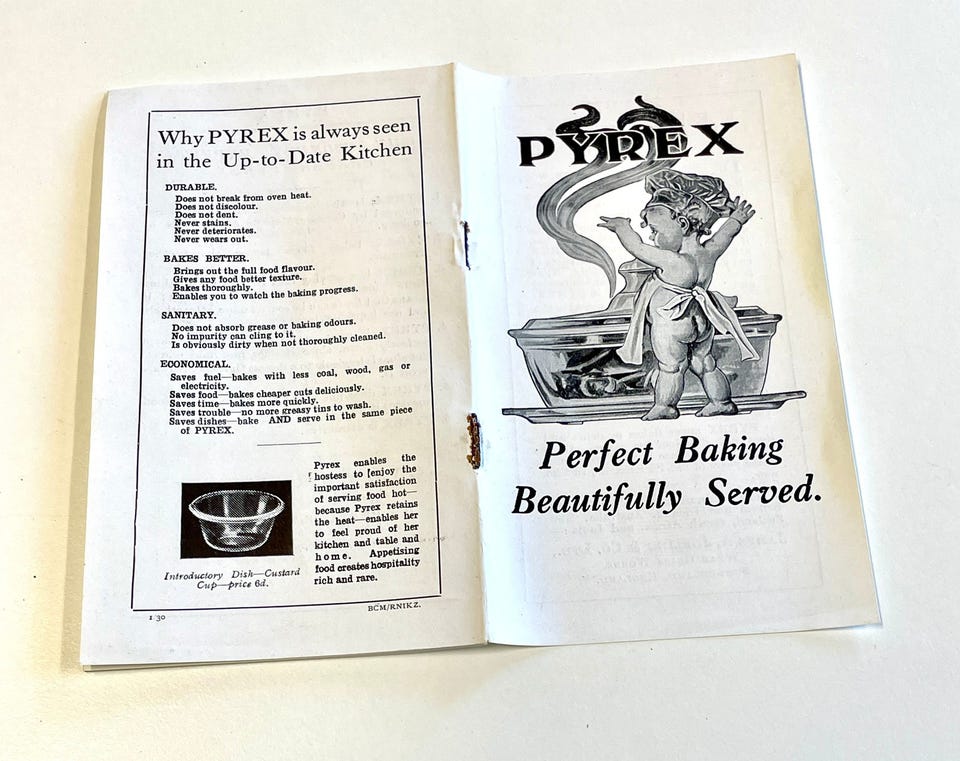 Why PYREX is always seen
in the Up-to-Date Kitchen
DURABLE.
Does not break from oven heat.
Does not discolour.
Does not dent.
Never stains.
Never deteriorates.
Never wears out.
BAKES BETTER.
Brings out the full food flavour.
Gives any food better texture.
Bakes thoroughly.
Enables you to watch the baking progress.
SANITARY.
Does not absorb grease or baking odours.
No impurity can cling to it.
Is obviously dirty when not thoroughly cleaned.
ECONOMICAL.
Saves fuel—bakes with less coal, wood, gas or
electricity.
Saves food—bakes cheaper cuts deliciously.
Saves time—bakes more quickly.
Saves trouble—no more greasy tins to wash.
Saves dishes—bake AND serve in the same piece
of PYREX.
Pyrex enables the
hostess to enjoy the
important satisfaction
of serving food hot—
because Pyrex retains
the heat—enables her
to feel proud of her
kitchen and table and
home. Appetising
food creates hospitality
rich and rare.
Introductory Dish—Custard
Cup—price 6d.
1 30
BCM/RNIKZ.
PYREX
Perfect Baking
Beautifully Served.